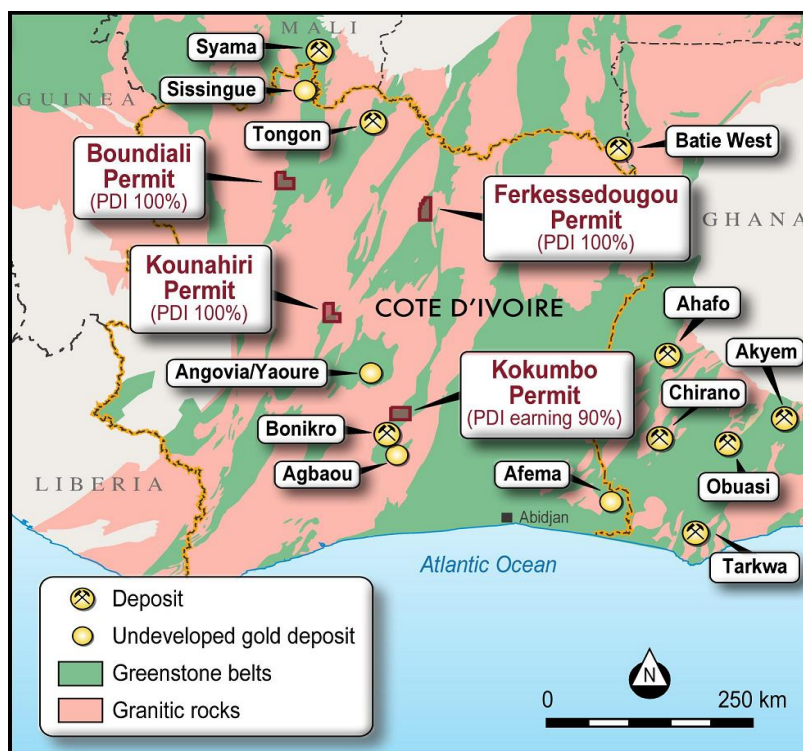 MALI
Syama
Sissingue
GUINEA
Tongon
Batie West
Boundiali
Permit
(PDI 100%)
Ferkessedougou
Permit
(PDI 100%)
GHANA
Kounahiri
Permit
(PDI 100%)
COTE D'IVOIRE
Ahafo
Akyem
Angovia/Yaoure
Kokumbo
Permit
(PDI earning 90%)
Chirano
Bonikro
Agbaou
Obuasi
LIBERIA
Afema
Abidjan
Tarkwa
Atlantic Ocean
Deposit
Undeveloped gold deposit
Greenstone belts
Granitic rocks
N
0 250 km